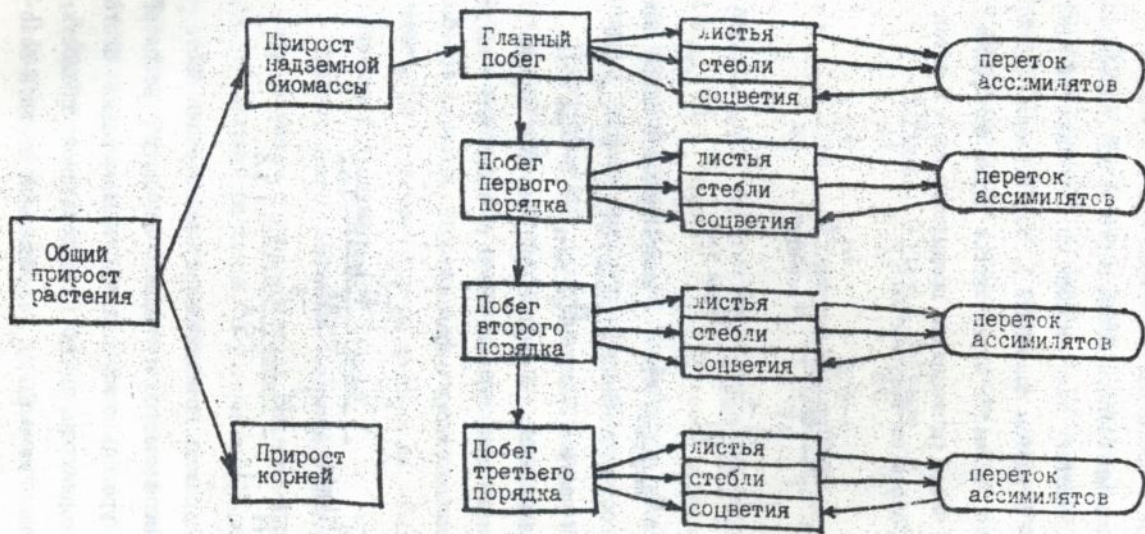 Общий
прирост
растения
Прирост
надземной
биомассы
Прирост
корней
Главный
побег
листья
стебли
соцветия
переток
ассимилятов
Побег
первого
порядка
листья
стебли
соцветия
переток
ассимилятов
Побег
второго
порядка
листья
стебли
соцветия
переток
ассимилятов
Побег
третьего
порядка
листья
стебли
соцветия
переток
ассимилятов